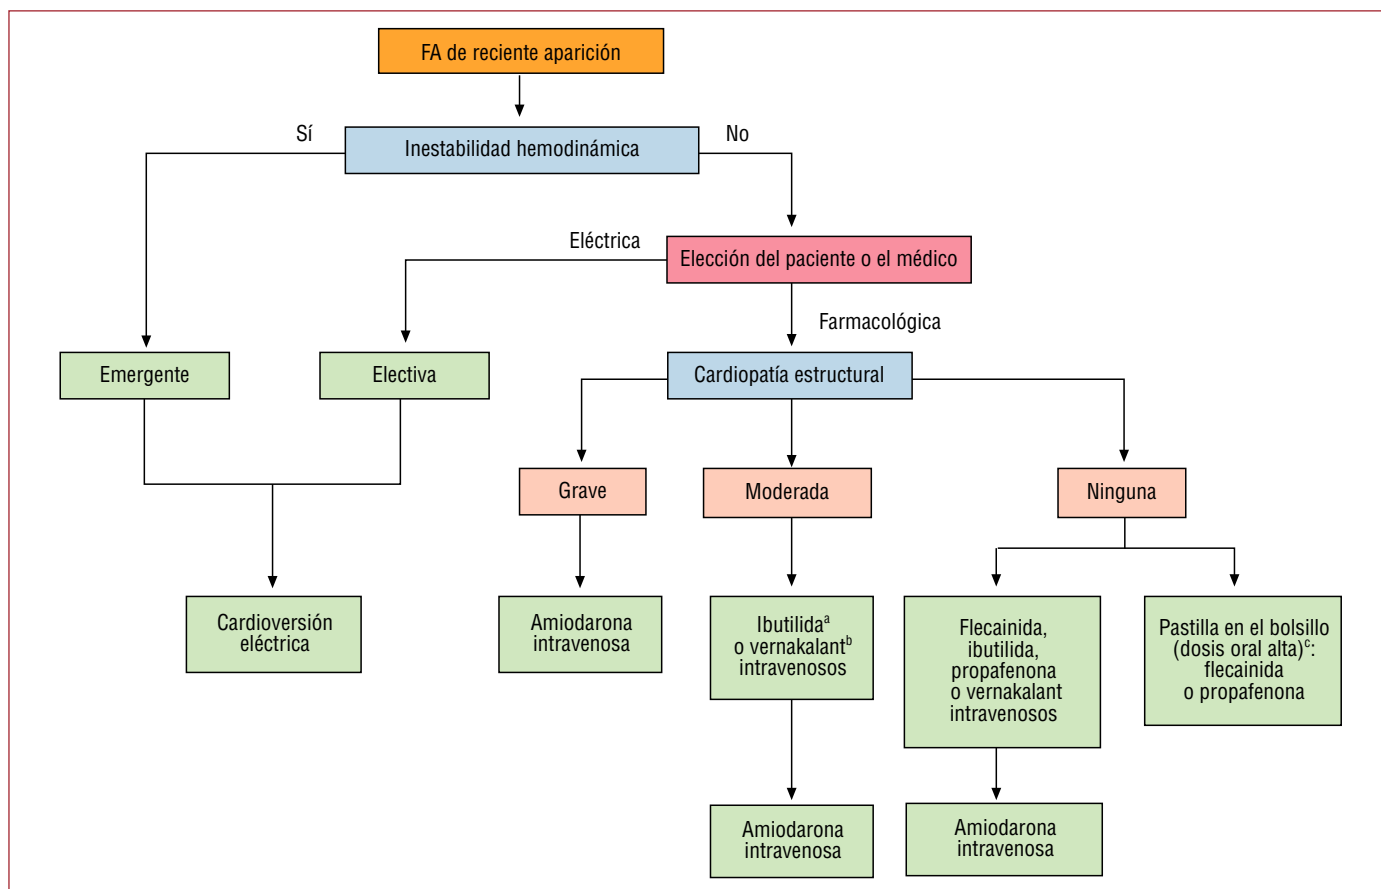 FA de reciente aparición
Sí
No
Inestabilidad hemodinámica
Eléctrica
Elección del paciente o el médico
Farmacológica
Emergente
Electiva
Cardiopatía estructural
Grave
Moderada
Ninguna
Cardioversión
eléctrica
Amiodarona
intravenosa
Ibutilidaᵃ
o vernakalantᵇ
intravenosos
Flecainida,
ibutilida,
propafenona
o vernakalant
intravenosos
Pastilla en el bolsillo
(dosis oral alta)ᶜ:
flecainida
o propafenona
Amiodarona
intravenosa
Amiodarona
intravenosa